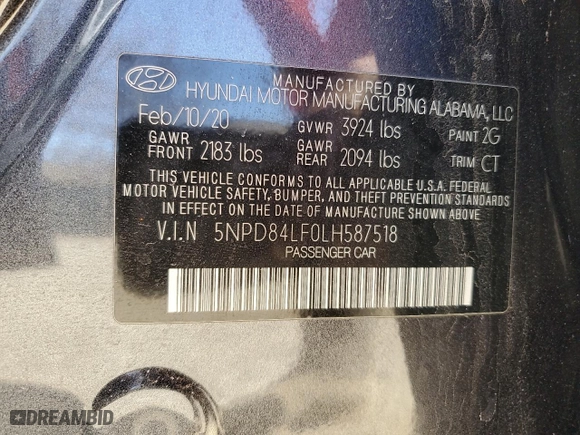 MANUFACTURED BY
HYUNDAI MOTOR MANUFACTURING ALABAMA, LLC
Feb/10/20 GVWR 3924 lbs PAINT 2G
GAWR FRONT 2183 lbs GAWR REAR 2094 lbs TRIM CT
THIS VEHICLE CONFORMS TO ALL APPLICABLE U.S.A. FEDERAL
MOTOR VEHICLE SAFETY, BUMPER, AND THEFT PREVENTION STANDARDS
IN EFFECT ON THE DATE OF MANUFACTURE SHOWN ABOVE.
V.I.N 5NPD84LF0LH587518
PASSENGER CAR
DREAMBID